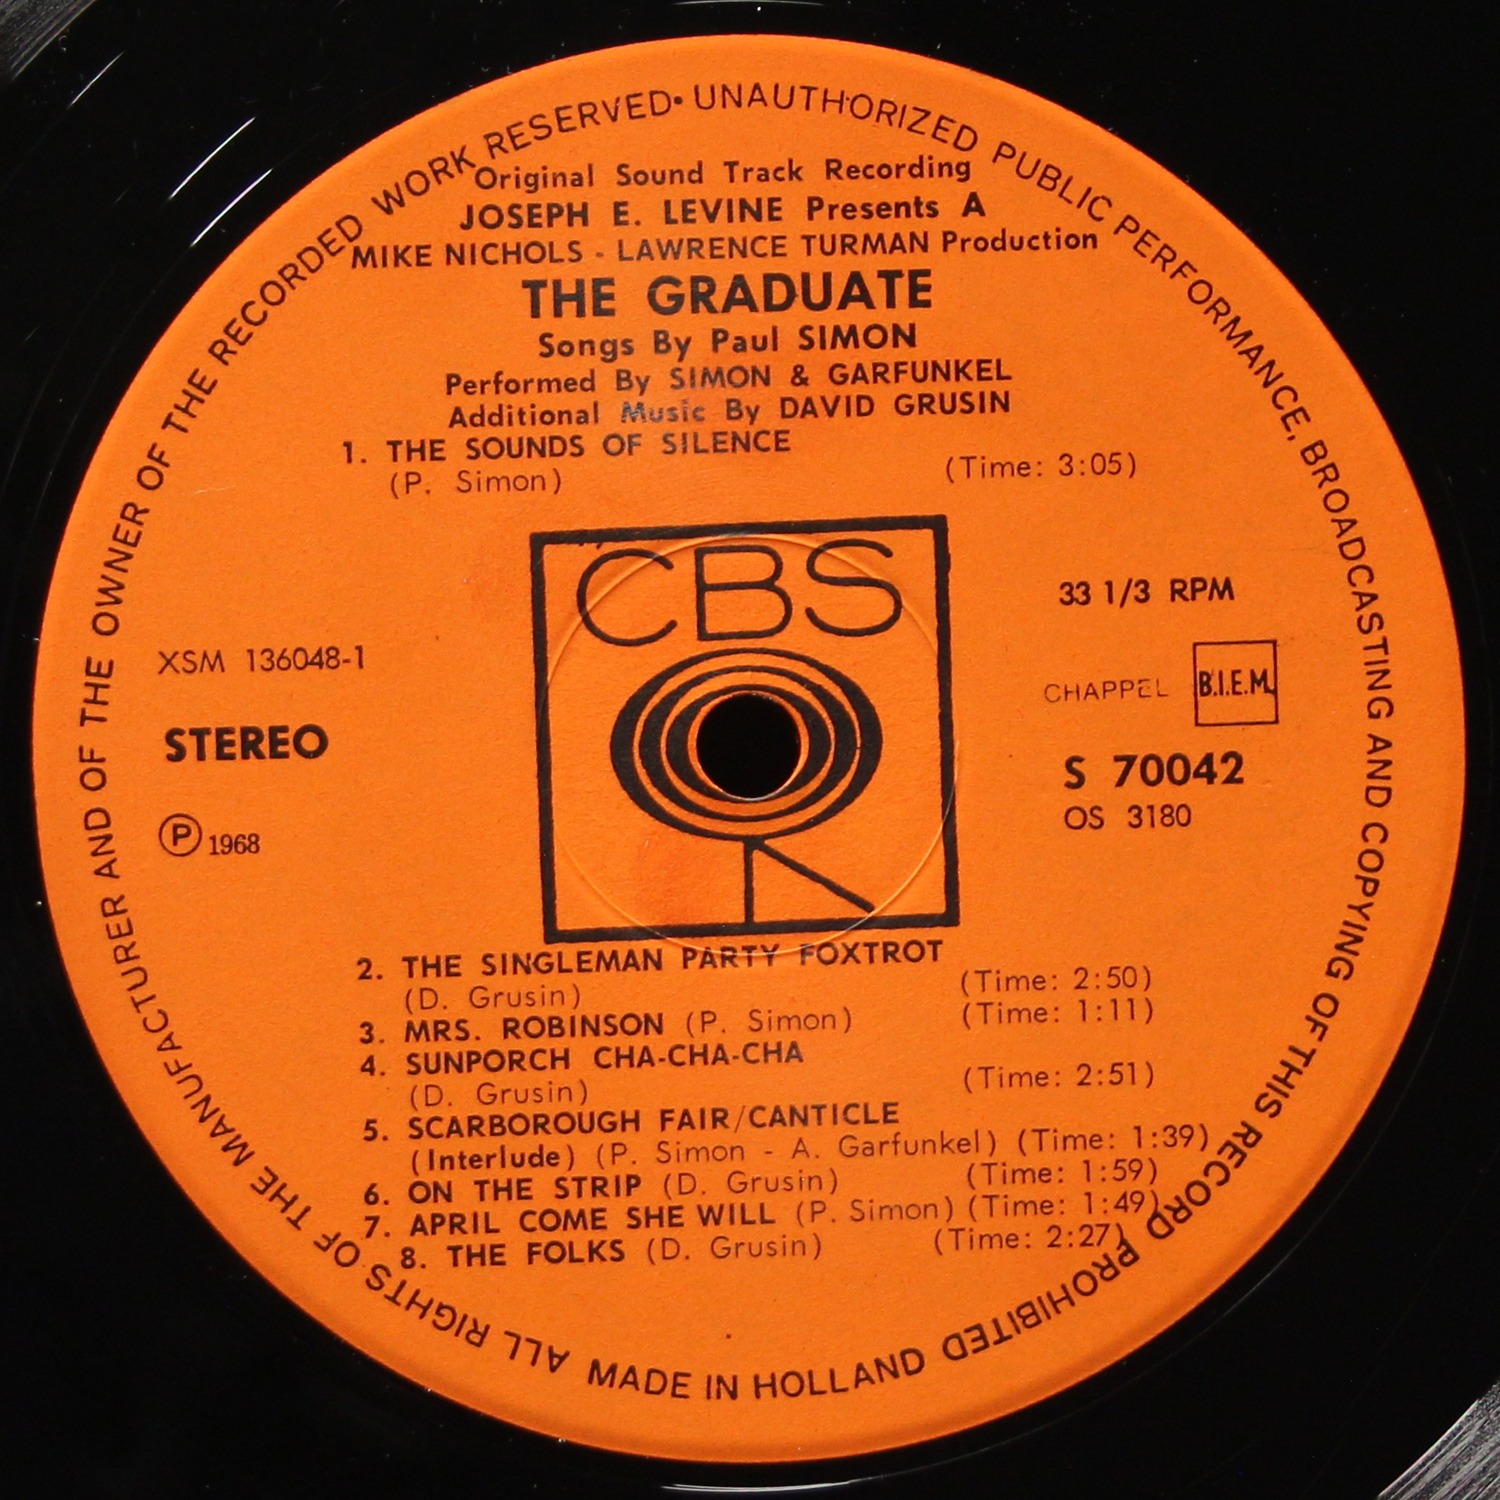 ALL RIGHTS OF THE MANUFACTURER AND OF THE OWNER OF THE RECORDED WORK RESERVED • UNAUTHORIZED PUBLIC PERFORMANCE, BROADCASTING AND COPYING OF THIS RECORD PROHIBITED
Original Sound Track Recording
JOSEPH E. LEVINE Presents A
MIKE NICHOLS - LAWRENCE TURMAN Production
THE GRADUATE
Songs By Paul SIMON
Performed By SIMON & GARFUNKEL
Additional Music By DAVID GRUSIN
1. THE SOUNDS OF SILENCE
(P. Simon) (Time: 3:05)
CBS
33 1/3 RPM
XSM 136048-1
CHAPPEL B.I.E.M.
STEREO
S 70042
OS 3180
Ⓟ 1968
2. THE SINGLEMAN PARTY FOXTROT
(D. Grusin) (Time: 2:50)
3. MRS. ROBINSON (P. Simon) (Time: 1:11)
4. SUNPORCH CHA-CHA-CHA
(D. Grusin) (Time: 2:51)
5. SCARBOROUGH FAIR/CANTICLE
(Interlude) (P. Simon - A. Garfunkel) (Time: 1:39)
6. ON THE STRIP (D. Grusin) (Time: 1:59)
7. APRIL COME SHE WILL (P. Simon) (Time: 1:49)
8. THE FOLKS (D. Grusin) (Time: 2:27)
MADE IN HOLLAND